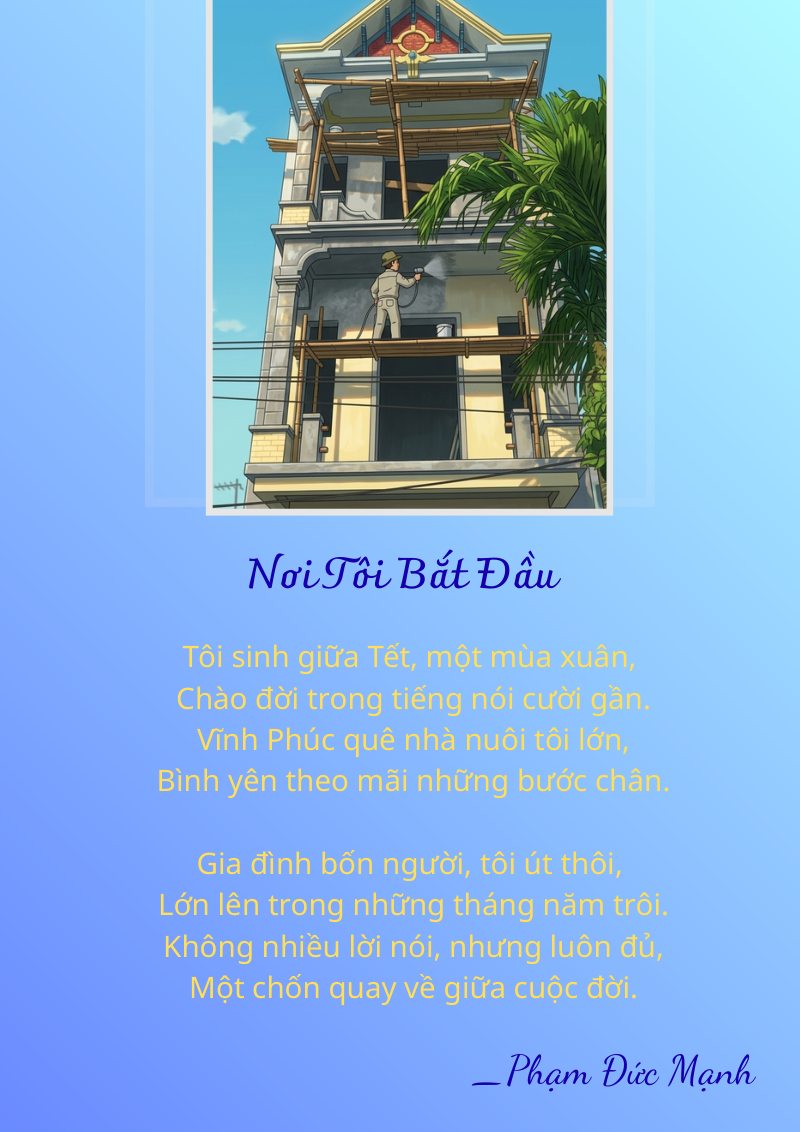 Nơi Tôi Bắt Đầu
Tôi sinh giữa Tết, một mùa xuân,
Chào đời trong tiếng nói cười gần.
Vĩnh Phúc quê nhà nuôi tôi lớn,
Bình yên theo mãi những bước chân.
Gia đình bốn người, tôi út thôi,
Lớn lên trong những tháng năm trôi.
Không nhiều lời nói, nhưng luôn đủ,
Một chốn quay về giữa cuộc đời.
_Phạm Đức Mạnh